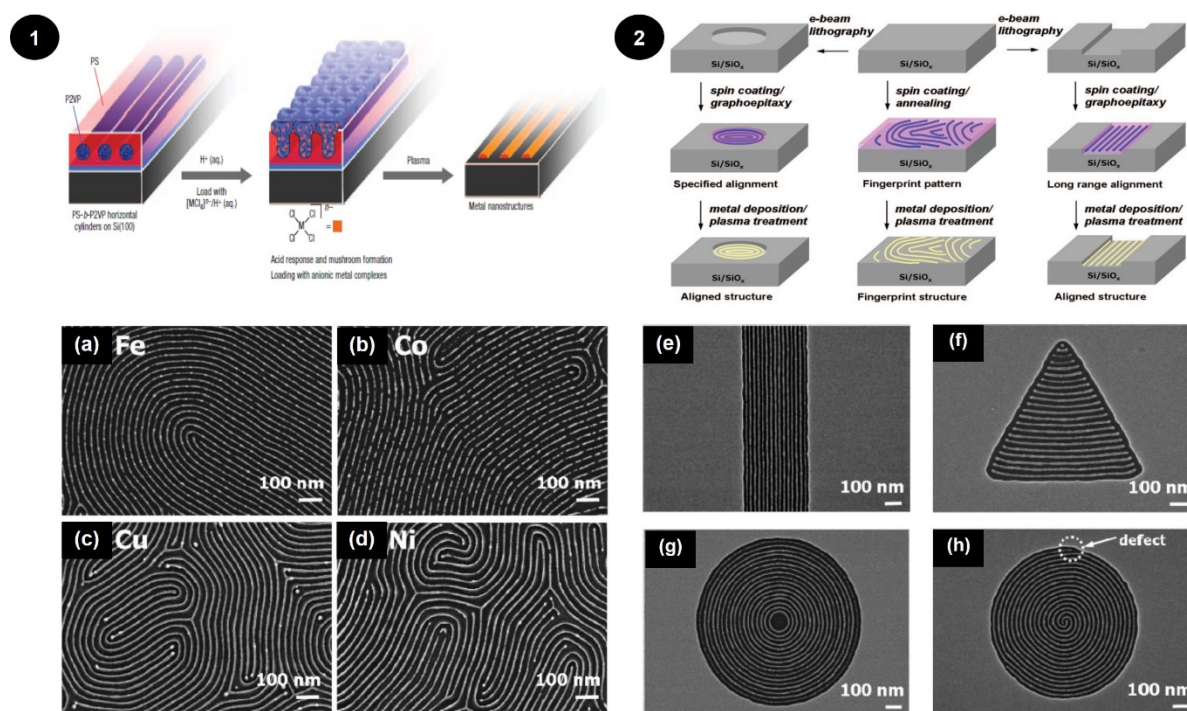 1
PS
P2VP
H⁺ (aq.)
Load with
[MCl₆]ⁿ⁻/H⁺ (aq.)
Plasma
PS-b-P2VP horizontal
cylinders on Si(100)
Metal nanostructures
Cl
Cl
M
Cl
Cl
n−
=
Acid response and mushroom formation
Loading with anionic metal complexes
2
e-beam
lithography
e-beam
lithography
Si/SiOₓ
Si/SiOₓ
Si/SiOₓ
spin coating/
graphoepitaxy
spin coating/
annealing
spin coating/
graphoepitaxy
Si/SiOₓ
Si/SiOₓ
Si/SiOₓ
Specified alignment
Fingerprint pattern
Long range alignment
metal deposition/
plasma treatment
metal deposition/
plasma treatment
metal deposition/
plasma treatment
Si/SiOₓ
Si/SiOₓ
Si/SiOₓ
Aligned structure
Fingerprint structure
Aligned structure
(a) Fe
100 nm
(b) Co
100 nm
(c) Cu
100 nm
(d) Ni
100 nm
(e)
100 nm
(f)
100 nm
(g)
100 nm
(h)
defect
100 nm